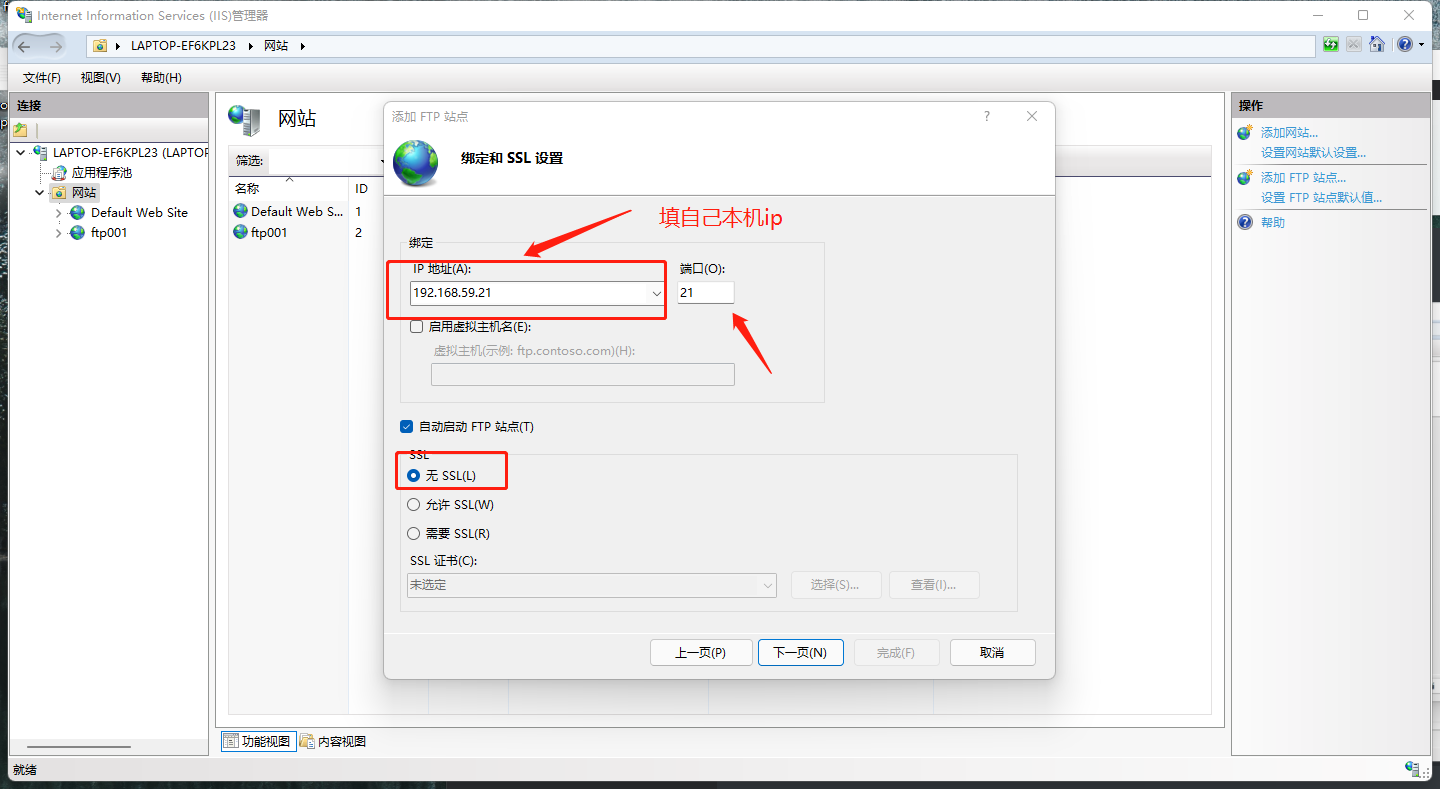 Internet Information Services (IIS)管理器
LAPTOP-EF6KPL23
网站
文件(F)
视图(V)
帮助(H)
连接
LAPTOP-EF6KPL23 (LAPTOP
应用程序池
网站
Default Web Site
ftp001
网站
筛选:
名称
ID
Default Web S...
1
ftp001
2
功能视图
内容视图
添加 FTP 站点
?
绑定和 SSL 设置
填自己本机ip
绑定
IP 地址(A):
端口(O):
192.168.59.21
21
启用虚拟主机名(E):
虚拟主机(示例: ftp.contoso.com)(H):
自动启动 FTP 站点(T)
SSL
无 SSL(L)
允许 SSL(W)
需要 SSL(R)
SSL 证书(C):
未选定
选择(S)...
查看(I)...
上一页(P)
下一页(N)
完成(F)
取消
操作
添加网站...
设置网站默认设置...
添加 FTP 站点...
设置 FTP 站点默认值...
帮助
就绪